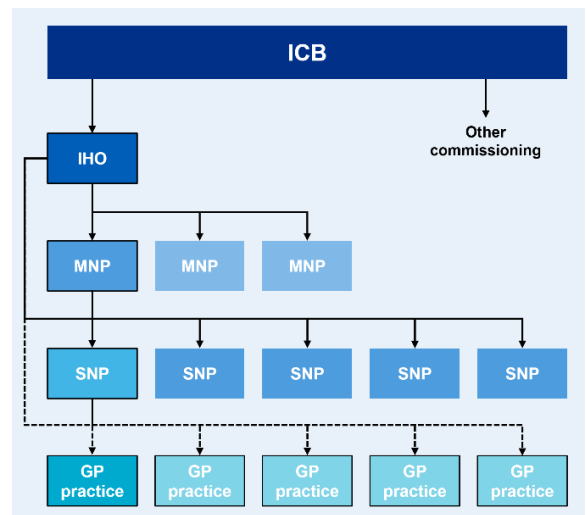 ICB
Other
commissioning
IHO
MNP
MNP
MNP
SNP
SNP
SNP
SNP
SNP
GP
practice
GP
practice
GP
practice
GP
practice
GP
practice